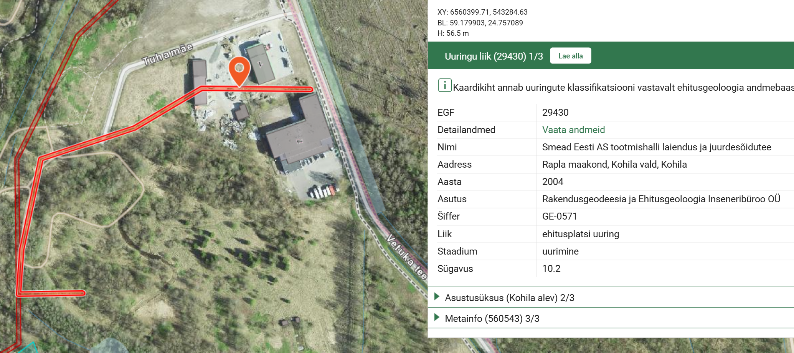 XY: 6560399.71, 543284.63
BL: 59.179903, 24.757089
H: 56.5 m
Uuringu liik (29430) 1/3 Lae alla
Kaardikiht annab uuringute klassifikatsiooni vastavalt ehitusgeoloogia andmebaas
EGF 29430
Detailandmed Vaata andmeid
Nimi Smead Eesti AS tootmishalli laiendus ja juurdesõidutee
Aadress Rapla maakond, Kohila vald, Kohila
Aasta 2004
Asutus Rakendusgeodeesia ja Ehitusgeoloogia Inseneribüroo OÜ
Šiffer GE-0571
Liik ehitusplatsi uuring
Staadium uurimine
Sügavus 10.2
Asustusüksus (Kohila alev) 2/3
Metainfo (560543) 3/3
Tuhamäe